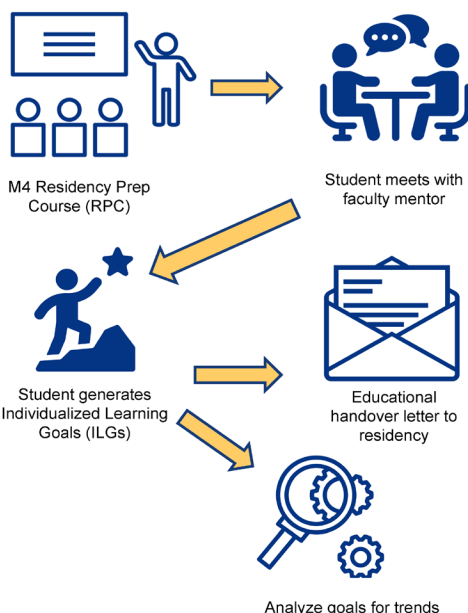 M4 Residency Prep
Course (RPC)
Student meets with
faculty mentor
Student generates
Individualized Learning
Goals (ILGs)
Educational
handover letter to
residency
Analyze goals for trends